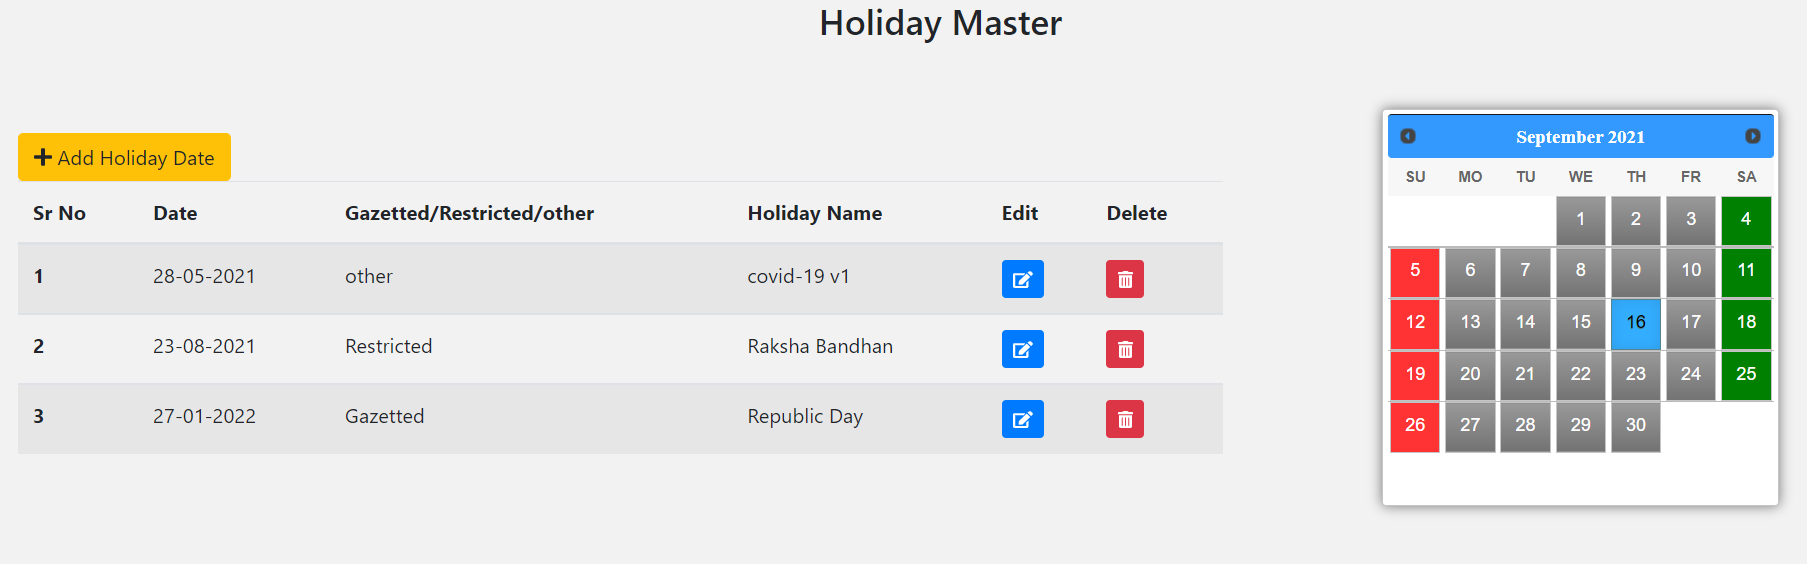 Holiday Master
Add Holiday Date
Sr No Date Gazetted/Restricted/other Holiday Name Edit Delete
1 28-05-2021 other covid-19 v1
2 23-08-2021 Restricted Raksha Bandhan
3 27-01-2022 Gazetted Republic Day
September 2021
SU MO TU WE TH FR SA
1 2 3 4
5 6 7 8 9 10 11
12 13 14 15 16 17 18
19 20 21 22 23 24 25
26 27 28 29 30